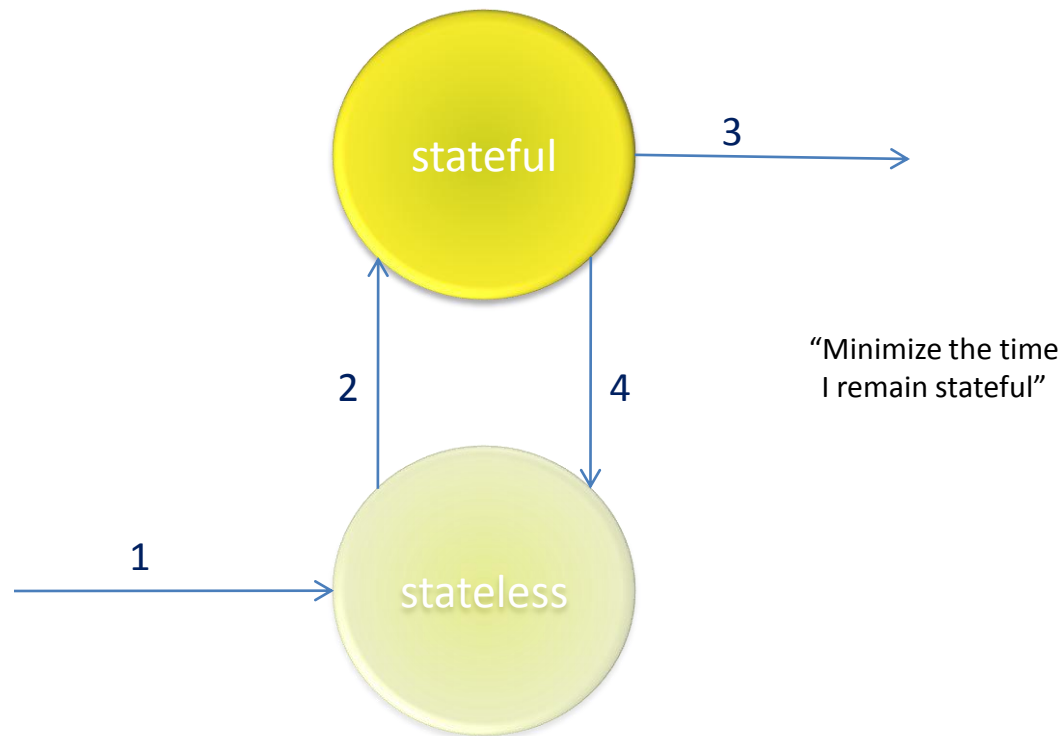 stateful
3
2
4
“Minimize the time
I remain stateful”
1
stateless